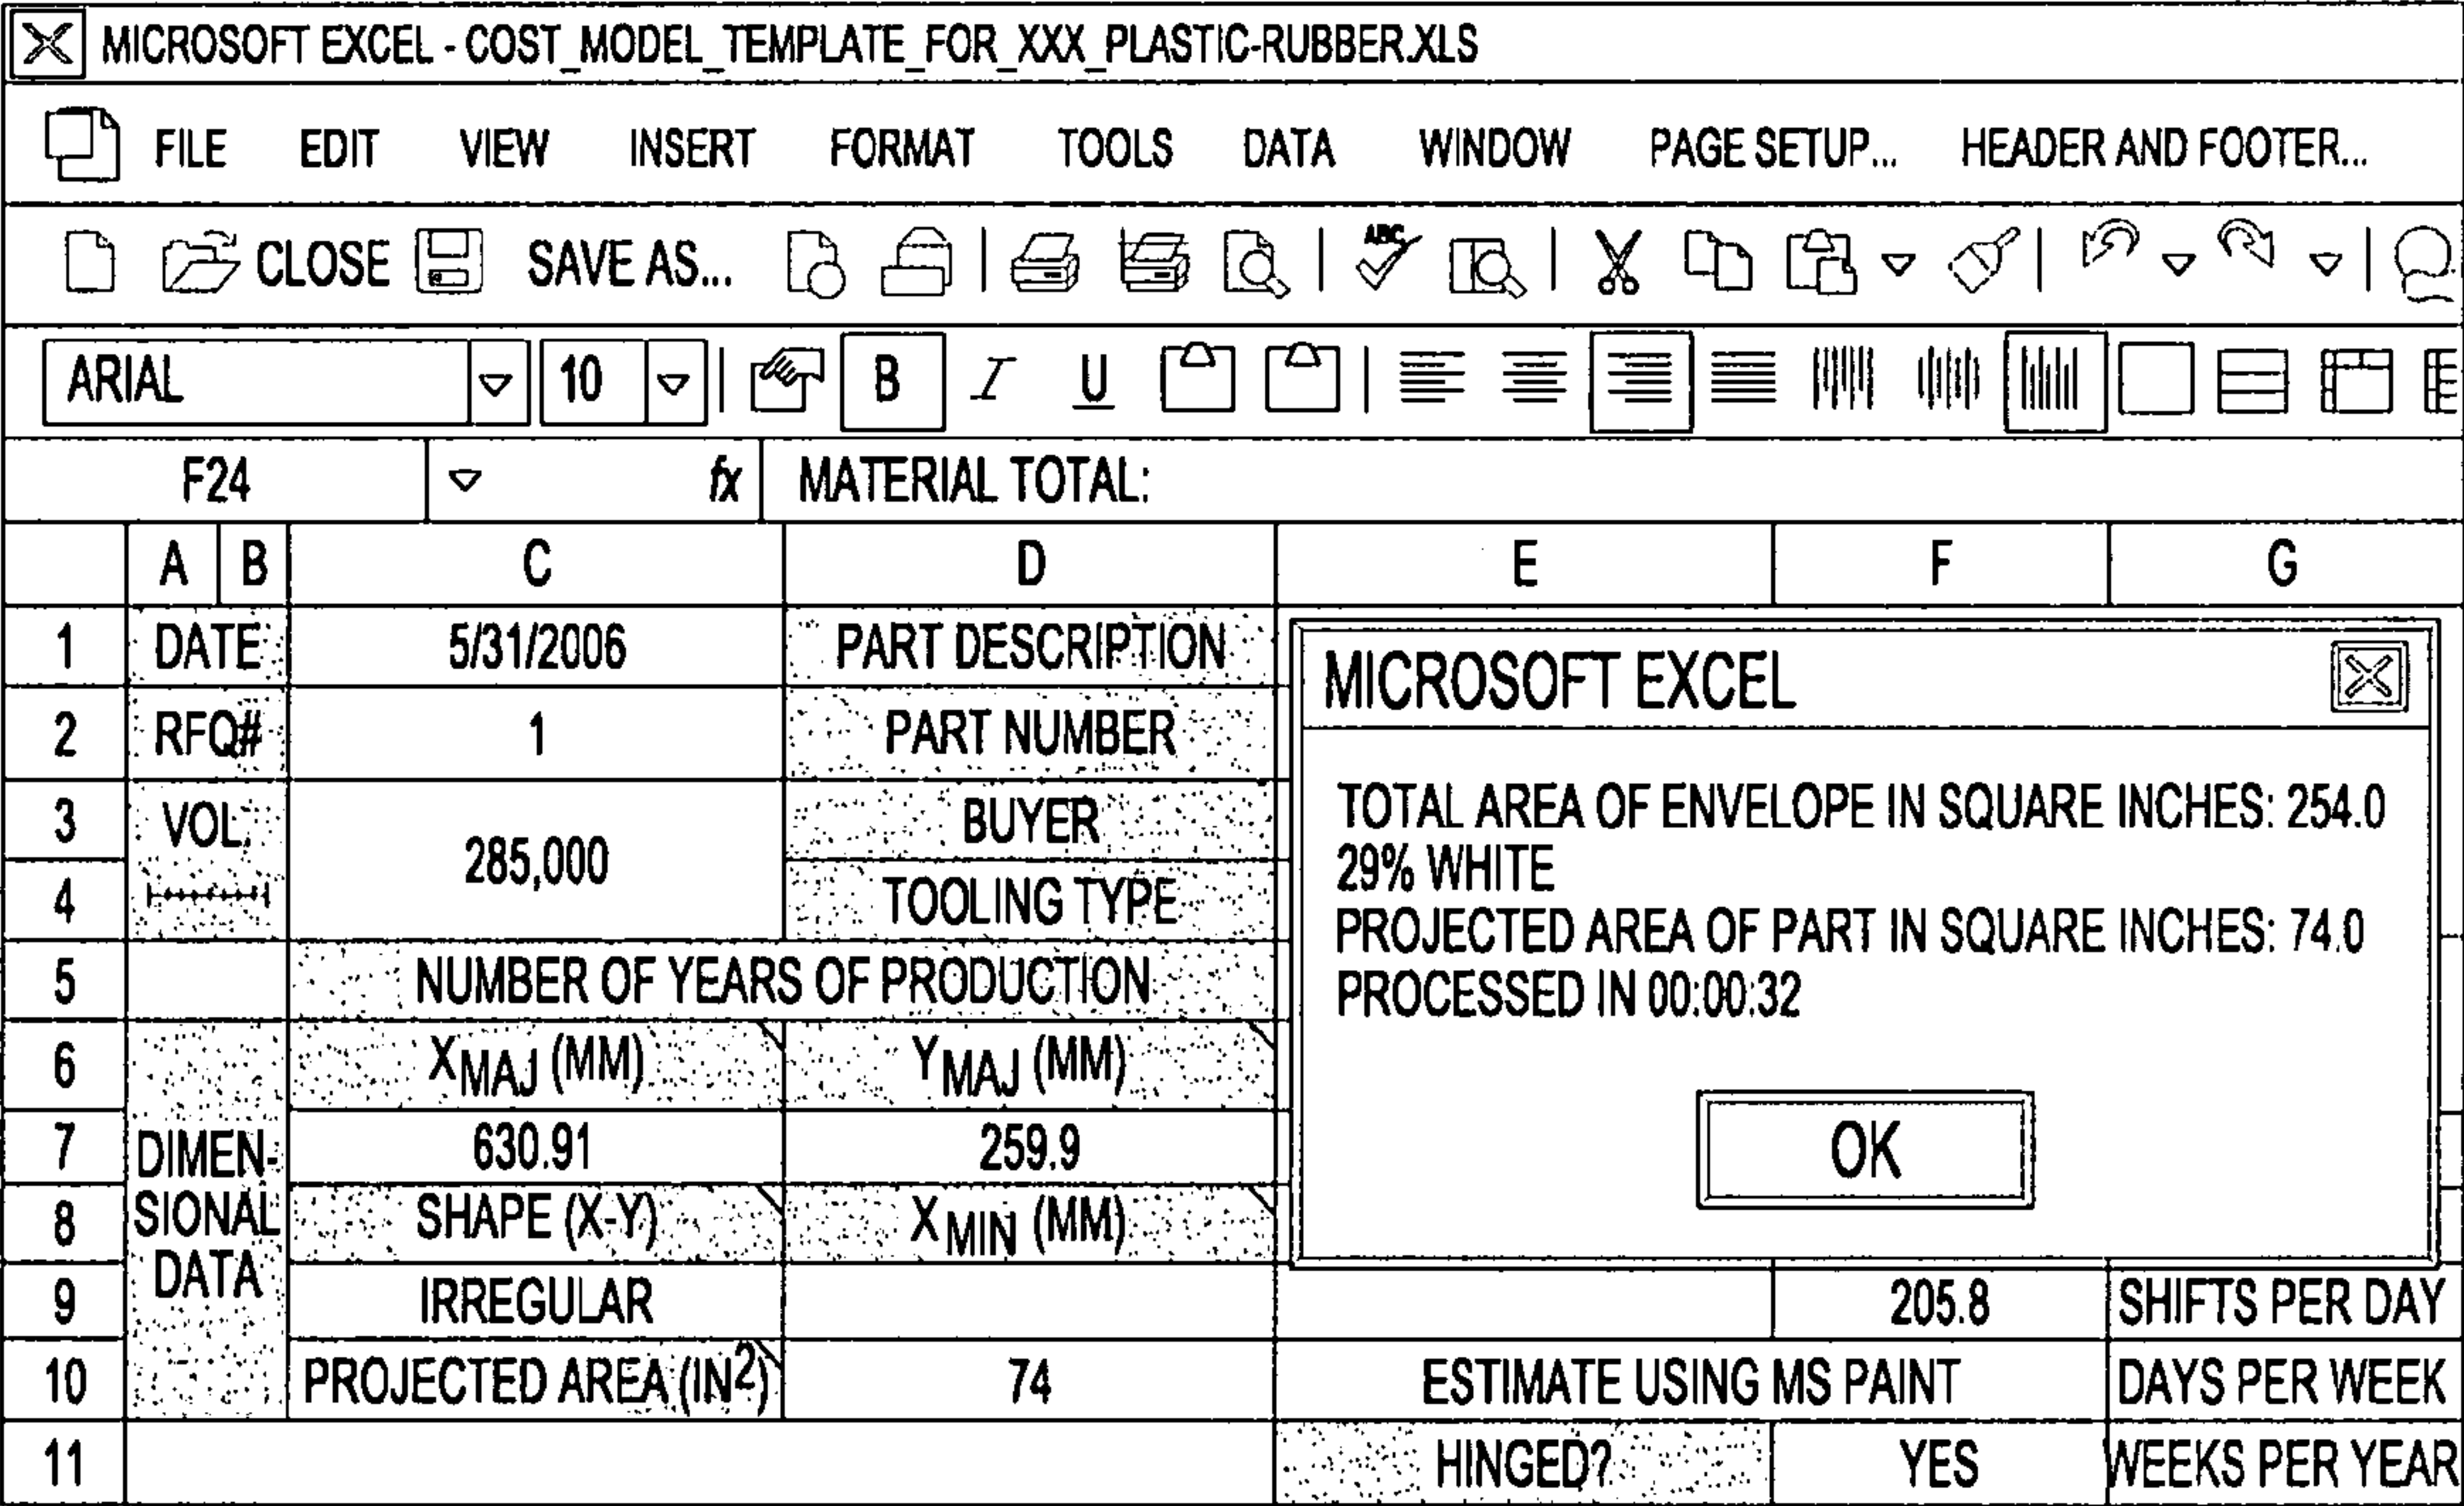 MICROSOFT EXCEL - COST_MODEL_TEMPLATE_FOR_XXX_PLASTIC-RUBBER.XLS
FILE EDIT VIEW INSERT FORMAT TOOLS DATA WINDOW PAGE SETUP... HEADER AND FOOTER...
CLOSE SAVE AS... ABC
ARIAL 10 B I U
F24 fx MATERIAL TOTAL:
A B C D E F G
1 DATE 5/31/2006 PART DESCRIPTION
2 RFQ# 1 PART NUMBER
3 VOL. BUYER
285,000
4 TOOLING TYPE
5 NUMBER OF YEARS OF PRODUCTION
6 XMAJ (MM) YMAJ (MM)
7 630.91 259.9
8 SHAPE (X-Y) XMIN (MM)
DIMEN-
SIONAL
DATA
9 IRREGULAR 205.8 SHIFTS PER DAY
10 PROJECTED AREA (IN2) 74 ESTIMATE USING MS PAINT DAYS PER WEEK
11 HINGED? YES WEEKS PER YEAR
MICROSOFT EXCEL
TOTAL AREA OF ENVELOPE IN SQUARE INCHES: 254.0
29% WHITE
PROJECTED AREA OF PART IN SQUARE INCHES: 74.0
PROCESSED IN 00:00:32
OK